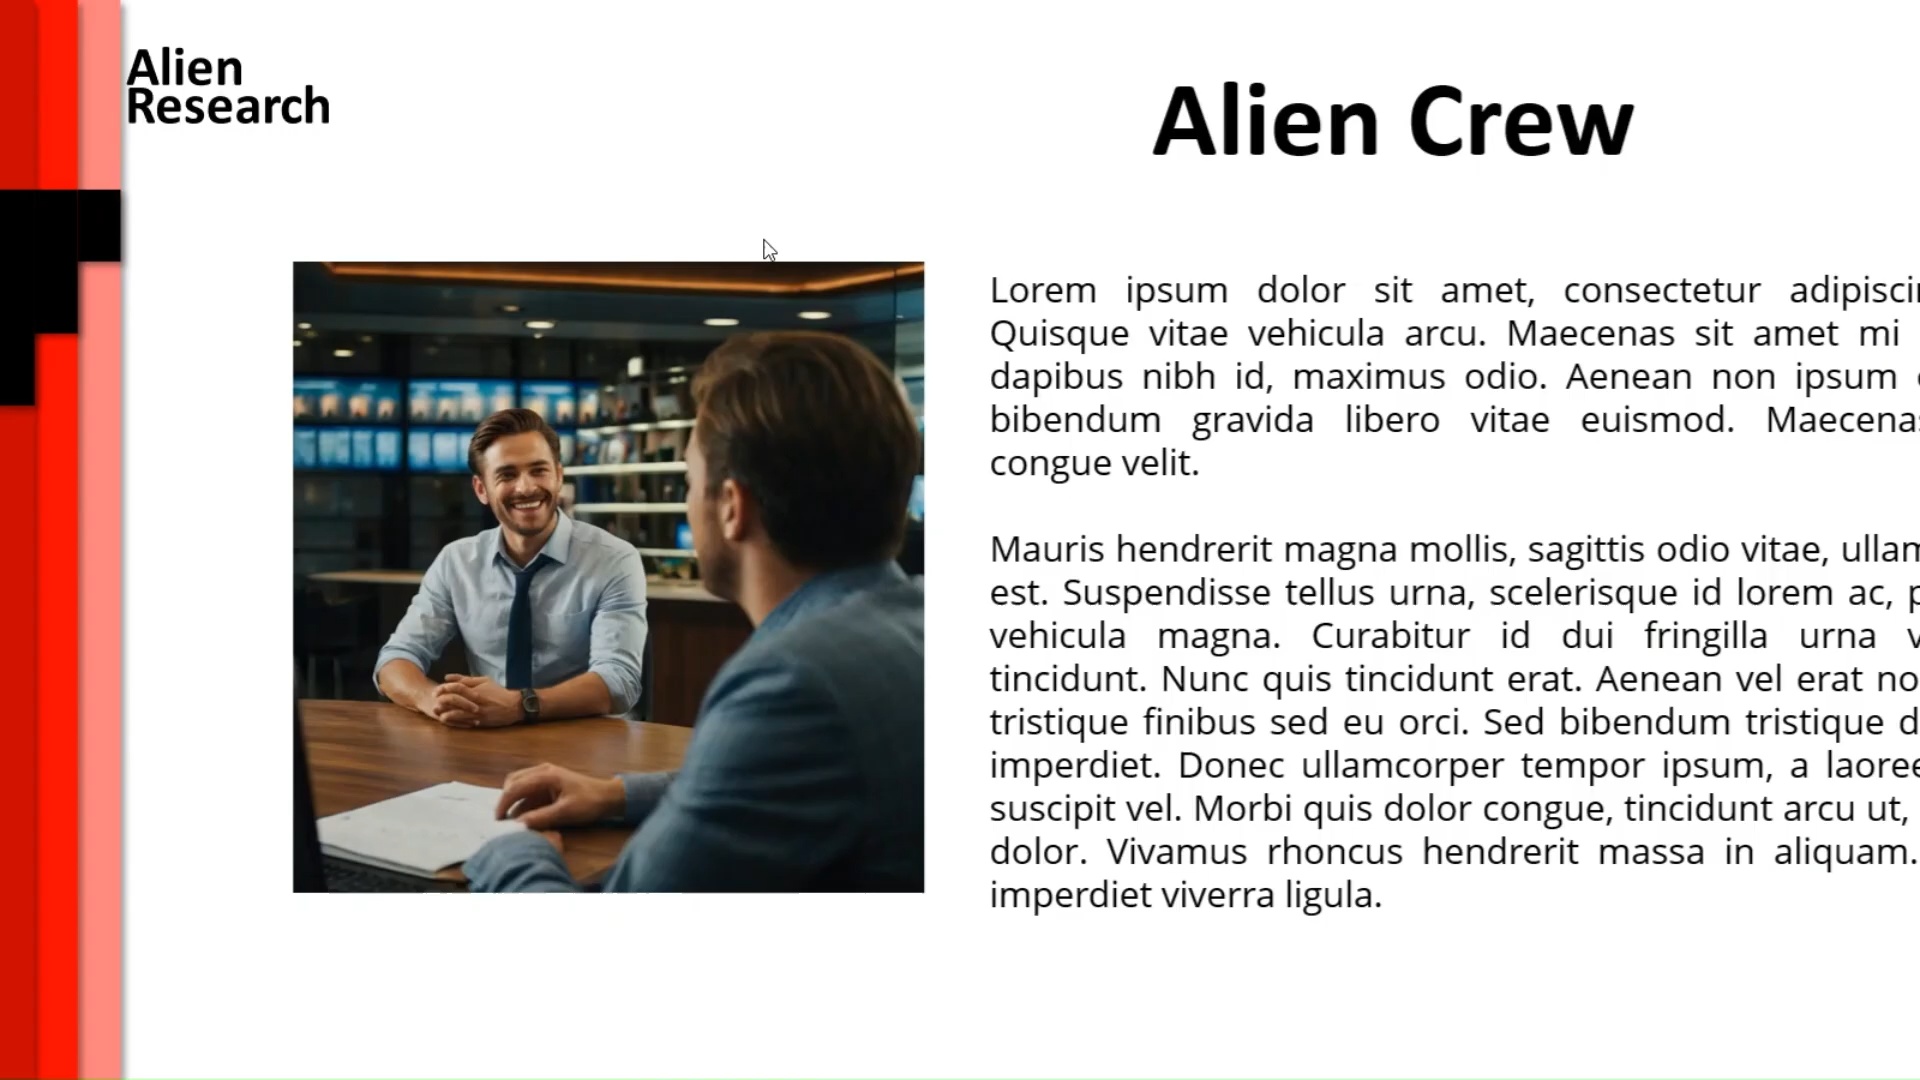 Alien
Research
Alien Crew
Lorem ipsum dolor sit amet, consectetur
Quisque vitae vehicula arcu. Maecenas sit amet mi
dapibus nibh id, maximus odio. Aenean non ipsum
bibendum gravida libero vitae euismod.
congue velit.
Mauris hendrerit magna mollis, sagittis odio vitae,
est. Suspendisse tellus urna, scelerisque id lorem ac,
vehicula magna. Curabitur id dui fringilla urna
tincidunt. Nunc quis tincidunt erat. Aenean vel erat
tristique finibus sed eu orci. Sed bibendum tristique
imperdiet. Donec ullamcorper tempor ipsum, a
suscipit vel. Morbi quis dolor congue, tincidunt arcu ut,
dolor. Vivamus rhoncus hendrerit massa in aliquam.
imperdiet viverra ligula.